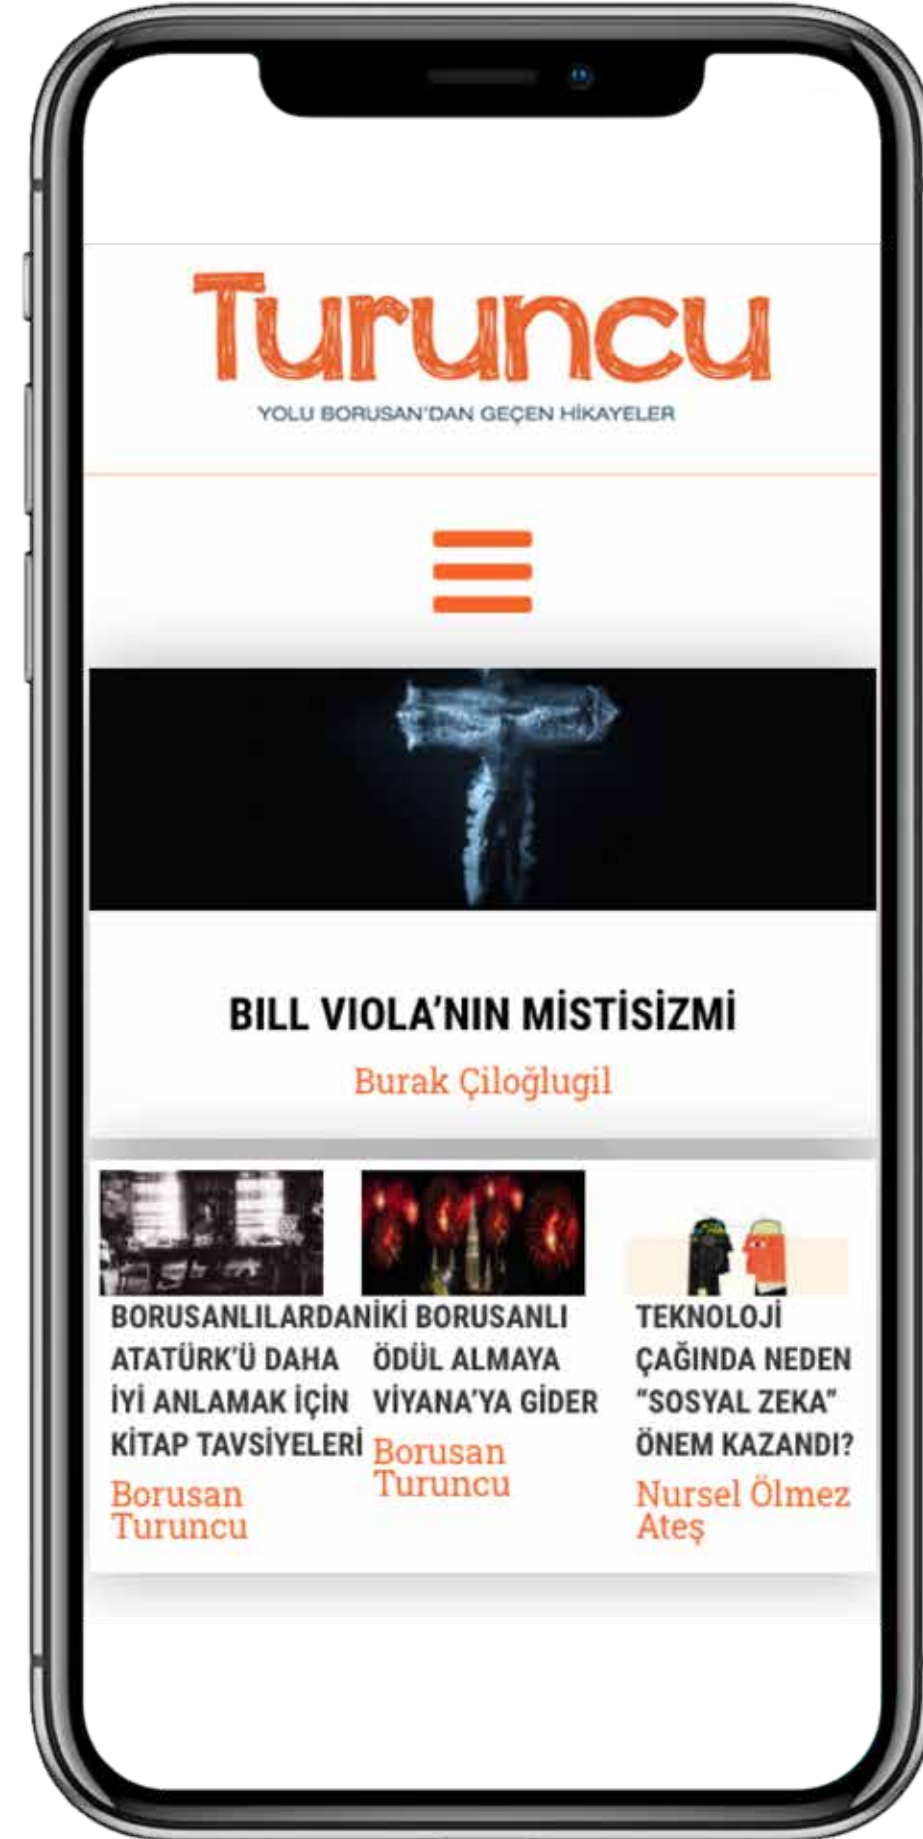 Turuncu
YOLU BORUSAN'DAN GEÇEN HİKAYELER
BILL VIOLA’NIN MİSTİSİZMİ
Burak Çiloğlugil
BORUSANLILARDAN
ATATÜRK’Ü DAHA
İYİ ANLAMAK İÇİN
KİTAP TAVSİYELERİ
Borusan
Turuncu
İKİ BORUSANLI
ÖDÜL ALMAYA
VİYANA’YA GİDER
Borusan
Turuncu
TEKNOLOJİ
ÇAĞINDA NEDEN
“SOSYAL ZEKA”
ÖNEM KAZANDI?
Nursel Ölmez
Ateş